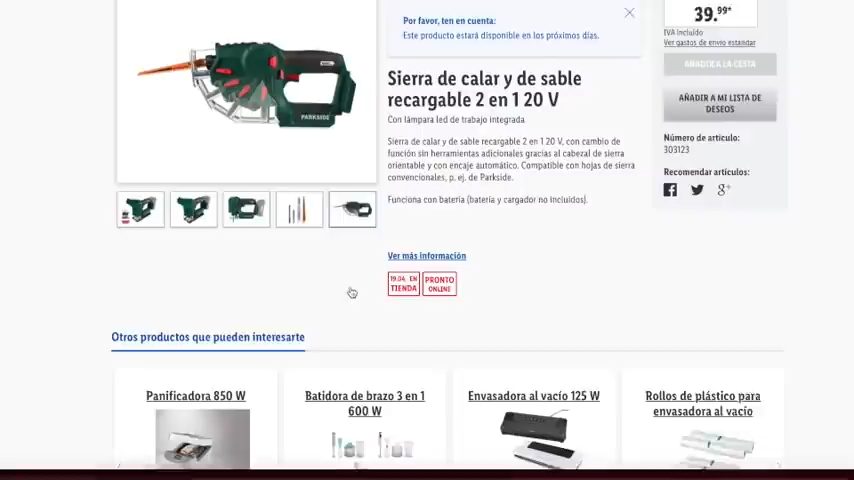 39.99*
IVA incluido
Ver gastos de envío estándar
AÑADIR A LA CESTA
AÑADIR A MI LISTA DE
DESEOS
Número de artículo:
303123
Recomendar artículos:
Por favor, ten en cuenta:
Este producto estará disponible en los próximos días.
Sierra de calar y de sable
recargable 2 en 1 20 V
Con lámpara led de trabajo integrada
Sierra de calar y de sable recargable 2 en 1 20 V, con cambio de
función sin herramientas adicionales gracias al cabezal de sierra
orientable y con encaje automático. Compatible con hojas de sierra
convencionales, p. ej. de Parkside.
Funciona con batería (batería y cargador no incluidos).
Ver más información
19.04. EN
TIENDA
PRONTO
ONLINE
PARKSIDE
Otros productos que pueden interesarte
Panificadora 850 W
Batidora de brazo 3 en 1
600 W
Envasadora al vacío 125 W
Rollos de plástico para
envasadora al vacío